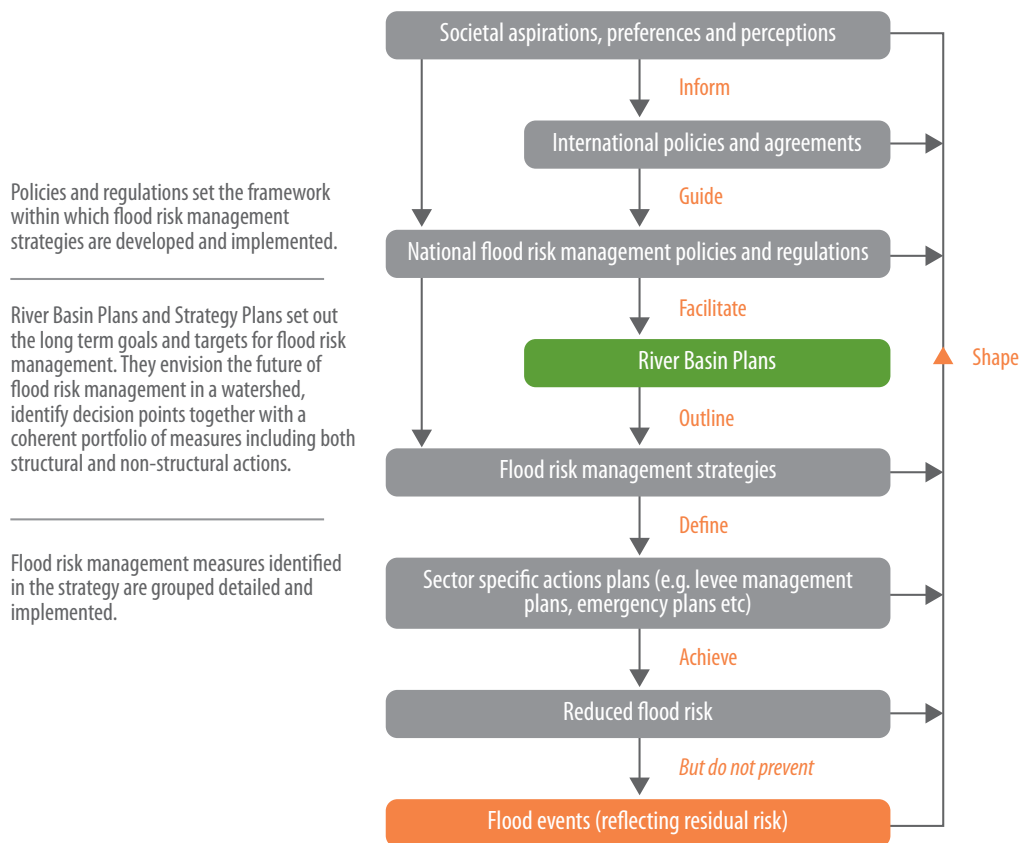 Societal aspirations, preferences and perceptions
Inform
International policies and agreements
Policies and regulations set the framework
within which flood risk management
strategies are developed and implemented.
Guide
National flood risk management policies and regulations
River Basin Plans and Strategy Plans set out
the long term goals and targets for flood risk
management. They envision the future of
flood risk management in a watershed,
identify decision points together with a
coherent portfolio of measures including both
structural and non-structural actions.
Facilitate
River Basin Plans
Shape
Outline
Flood risk management strategies
Define
Flood risk management measures identified
in the strategy are grouped detailed and
implemented.
Sector specific actions plans (e.g. levee management
plans, emergency plans etc)
Achieve
Reduced flood risk
But do not prevent
Flood events (reflecting residual risk)